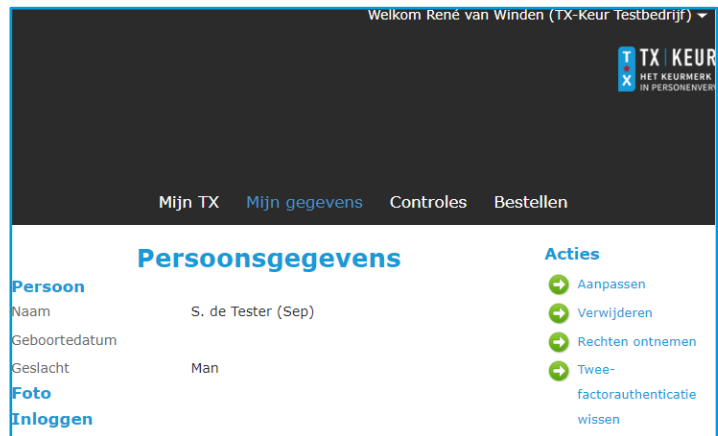 Welkom René van Winden (TX-Keur Testbedrijf)
T X
TX | KEUR
HET KEURMERK
IN PERSONENVER
Mijn TX Mijn gegevens Controles Bestellen
Persoonsgegevens
Persoon
Naam S. de Tester (Sep)
Geboortedatum
Geslacht Man
Foto
Inloggen
Acties
Aanpassen
Verwijderen
Rechten ontnemen
Twee-
factorauthenticatie
wissen